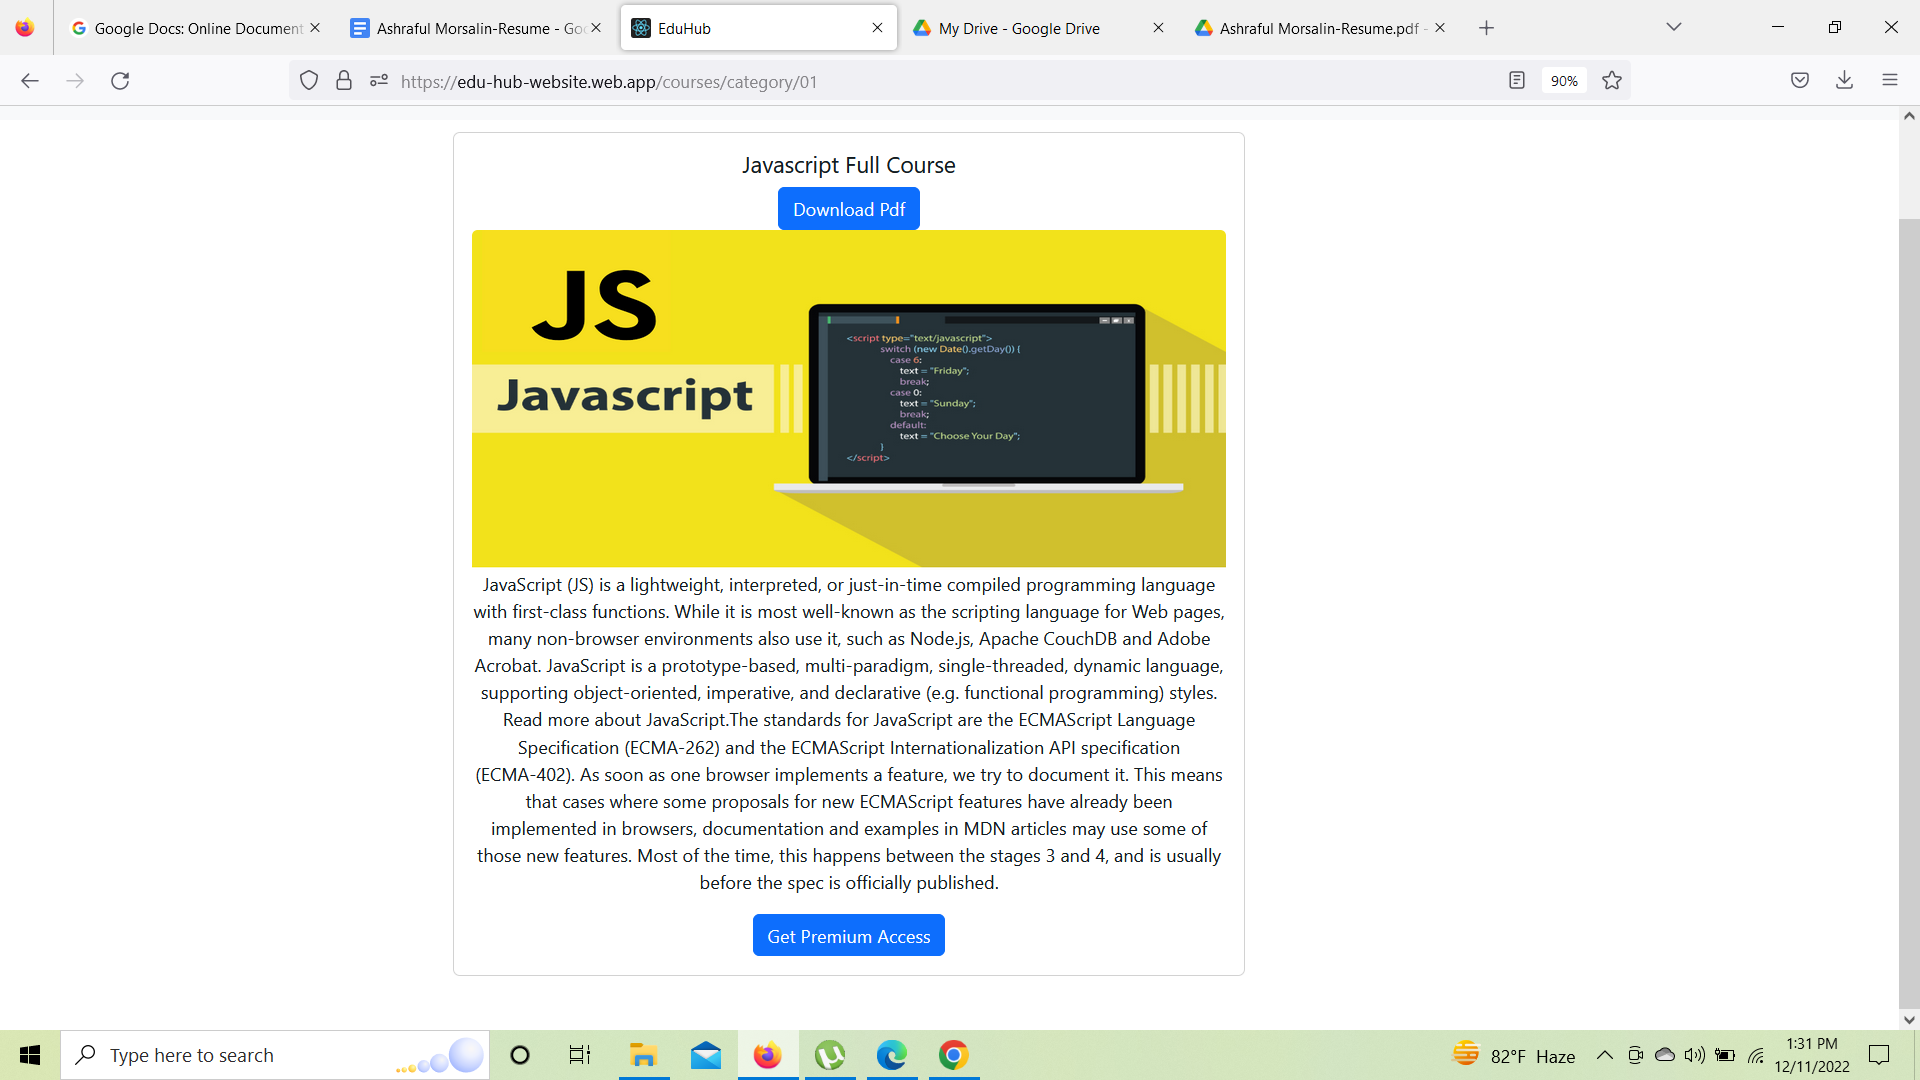 Google Docs: Online Document
Ashraful Morsalin-Resume - Goo
EduHub
My Drive - Google Drive
Ashraful Morsalin-Resume.pdf -
https://edu-hub-website.web.app/courses/category/01
90%
Javascript Full Course
Download Pdf
JS
Javascript
<script type="text/javascript">
switch (new Date().getDay()) {
case 6:
text = "Friday";
break;
case 0:
text = "Sunday";
break;
default:
text = "Choose Your Day";
}
</script>
JavaScript (JS) is a lightweight, interpreted, or just-in-time compiled programming language
with first-class functions. While it is most well-known as the scripting language for Web pages,
many non-browser environments also use it, such as Node.js, Apache CouchDB and Adobe
Acrobat. JavaScript is a prototype-based, multi-paradigm, single-threaded, dynamic language,
supporting object-oriented, imperative, and declarative (e.g. functional programming) styles.
Read more about JavaScript.The standards for JavaScript are the ECMAScript Language
Specification (ECMA-262) and the ECMAScript Internationalization API specification
(ECMA-402). As soon as one browser implements a feature, we try to document it. This means
that cases where some proposals for new ECMAScript features have already been
implemented in browsers, documentation and examples in MDN articles may use some of
those new features. Most of the time, this happens between the stages 3 and 4, and is usually
before the spec is officially published.
Get Premium Access
Type here to search
82°F Haze
1:31 PM
12/11/2022